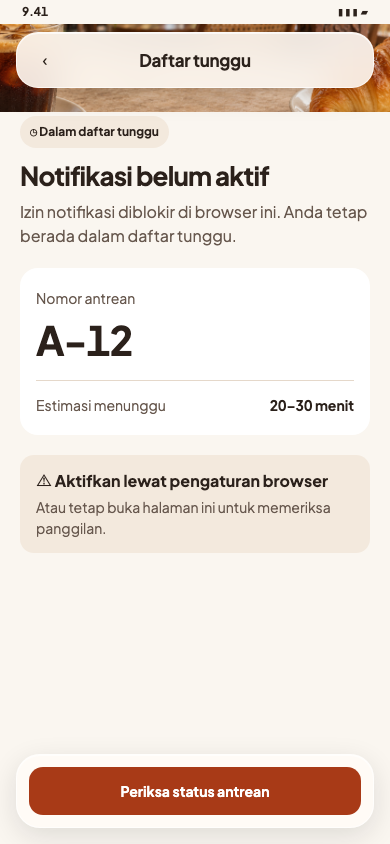 9.41
Daftar tunggu
Dalam daftar tunggu
Notifikasi belum aktif
Izin notifikasi diblokir di browser ini. Anda tetap
berada dalam daftar tunggu.
Nomor antrean
A-12
Estimasi menunggu 20–30 menit
⚠ Aktifkan lewat pengaturan browser
Atau tetap buka halaman ini untuk memeriksa
panggilan.
Periksa status antrean